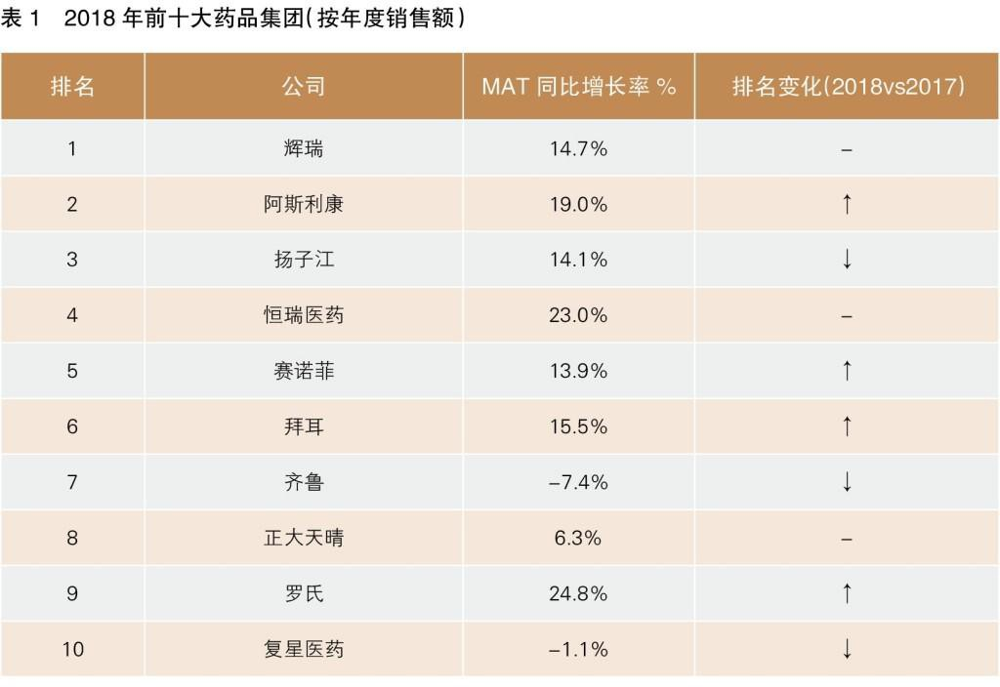 表 1 2018 年前十大药品集团(按年度销售额)
排名 公司 MAT 同比增长率 % 排名变化(2018vs2017)
1 辉瑞 14.7% –
2 阿斯利康 19.0% ↑
3 扬子江 14.1% ↓
4 恒瑞医药 23.0% –
5 赛诺菲 13.9% ↑
6 拜耳 15.5% ↑
7 齐鲁 –7.4% ↓
8 正大天晴 6.3% –
9 罗氏 24.8% ↑
10 复星医药 –1.1% ↓